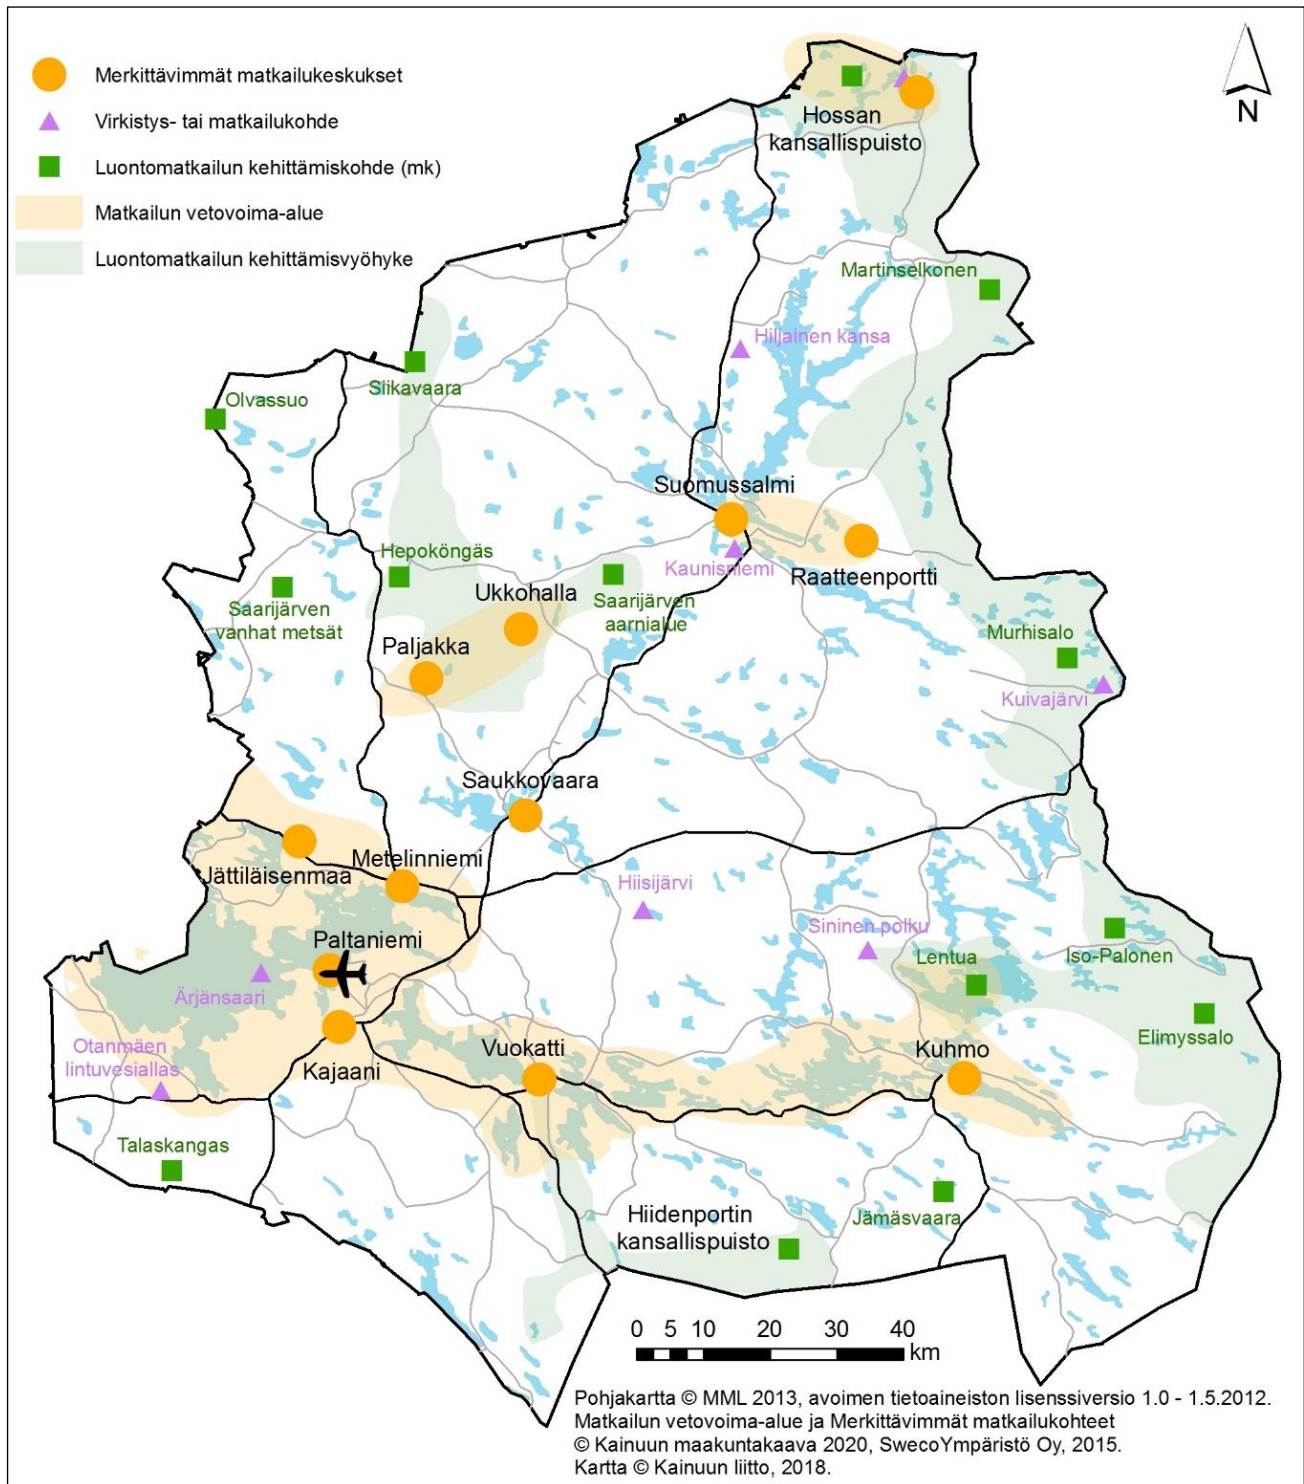 Merkittävimmät matkailukeskukset
Virkistys- tai matkailukohde
Luontomatkailun kehittämiskohde (mk)
Matkailun vetovoima-alue
Luontomatkailun kehittämisvyöhyke
N
Hossan
kansallispuisto
Martinselkonen
Hiljainen kansa
Siikavaara
Olvassuo
Suomussalmi
Kaunisniemi
Raatteenportti
Hepoköngäs
Ukkohalla
Saarijärven
aarnialue
Saarijärven
vanhat metsät
Paljakka
Murhisalo
Kuivajärvi
Saukkovaara
Jättiläisenmaa
Metelinniemi
Hiisijärvi
Sininen polku
Lentua
Iso-Palonen
Paltaniemi
Ärjänsaari
Elimyssalo
Otanmäen
lintuvesiallas
Kajaani
Vuokatti
Kuhmo
Talaskangas
Jämäsvaara
Hiidenportin
kansallispuisto
0 5 10 20 30 40
km
Pohjakartta © MML 2013, avoimen tietoaineiston lisenssiversio 1.0 - 1.5.2012.
Matkailun vetovoima-alue ja Merkittävimmät matkailukohteet
© Kainuun maakuntakaava 2020, SwecoYmpäristö Oy, 2015.
Kartta © Kainuun liitto, 2018.